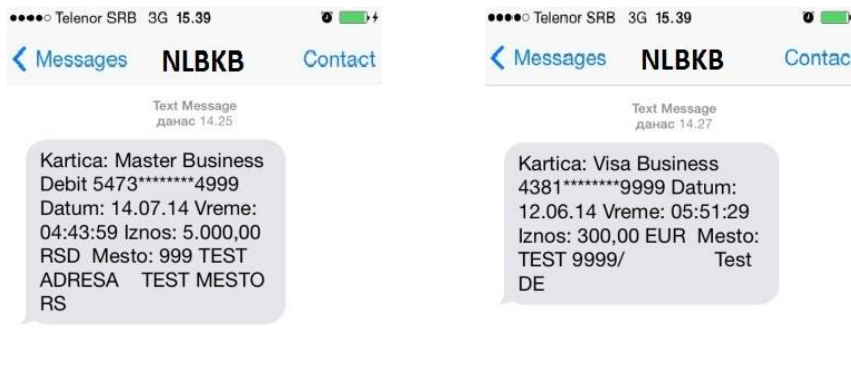 Telenor SRB 3G 15.39
Messages NLBKB Contact
Text Message
данас 14.25
Kartica: Master Business
Debit 5473********4999
Datum: 14.07.14 Vreme:
04:43:59 Iznos: 5.000,00
RSD Mesto: 999 TEST
ADRESA TEST MESTO
RS
Telenor SRB 3G 15.39
Messages NLBKB Contac
Text Message
данас 14.27
Kartica: Visa Business
4381********9999 Datum:
12.06.14 Vreme: 05:51:29
Iznos: 300,00 EUR Mesto:
TEST 9999/ Test
DE